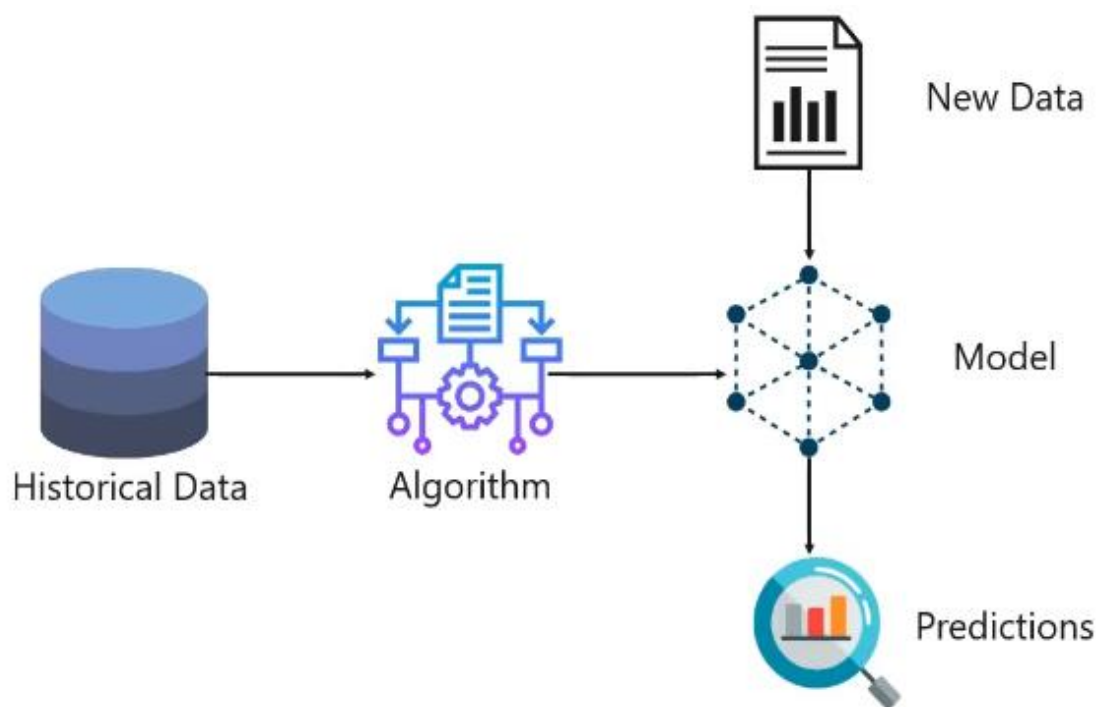 New Data
Model
Historical Data
Algorithm
Predictions